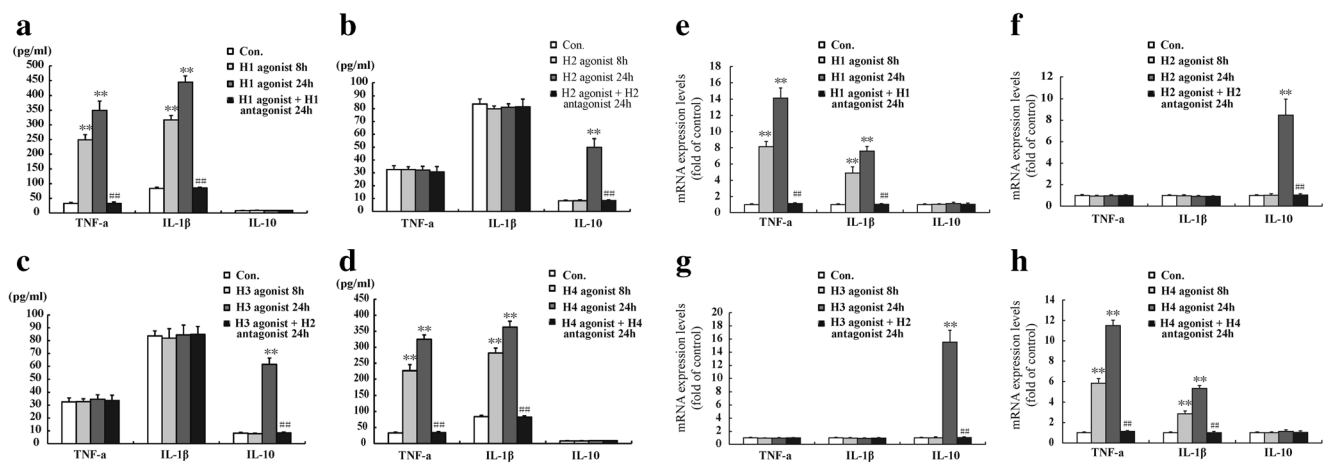 a
(pg/ml)
500
450
400
350
300
250
200
150
100
50
0
** ** ## ** ** ##
TNF-a IL-1β IL-10
Con.
H1 agonist 8h
H1 agonist 24h
H1 agonist + H1
antagonist 24h
b
(pg/ml)
100
90
80
70
60
50
40
30
20
10
0
** ##
TNF-a IL-1β IL-10
Con.
H2 agonist 8h
H2 agonist 24h
H2 agonist + H2
antagonist 24h
e
mRNA expression levels
(fold of control)
16
14
12
10
8
6
4
2
0
** ** ## ** ** ##
TNF-a IL-1β IL-10
Con.
H1 agonist 8h
H1 agonist 24h
H1 agonist + H1
antagonist 24h
f
mRNA expression levels
(fold of control)
12
10
8
6
4
2
0
** ##
TNF-a IL-1β IL-10
Con.
H2 agonist 8h
H2 agonist 24h
H2 agonist + H2
antagonist 24h
c
(pg/ml)
100
90
80
70
60
50
40
30
20
10
0
** ##
TNF-a IL-1β IL-10
Con.
H3 agonist 8h
H3 agonist 24h
H3 agonist + H2
antagonist 24h
d
(pg/ml)
450
400
350
300
250
200
150
100
50
0
** ** ## ** ** ##
TNF-a IL-1β IL-10
Con.
H4 agonist 8h
H4 agonist 24h
H4 agonist + H4
antagonist 24h
g
mRNA expression levels
(fold of control)
20
18
16
14
12
10
8
6
4
2
0
** ##
TNF-a IL-1β IL-10
Con.
H3 agonist 8h
H3 agonist 24h
H3 agonist + H2
antagonist 24h
h
mRNA expression levels
(fold of control)
14
12
10
8
6
4
2
0
** ** ## ** ** ##
TNF-a IL-1β IL-10
Con.
H4 agonist 8h
H4 agonist 24h
H4 agonist + H4
antagonist 24h